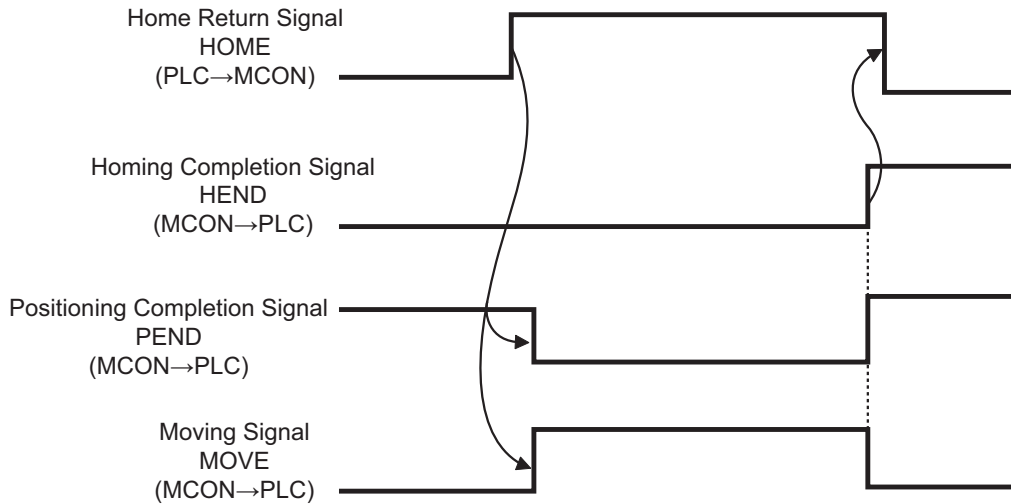 Home Return Signal
HOME
(PLC→MCON)
Homing Completion Signal
HEND
(MCON→PLC)
Positioning Completion Signal
PEND
(MCON→PLC)
Moving Signal
MOVE
(MCON→PLC)